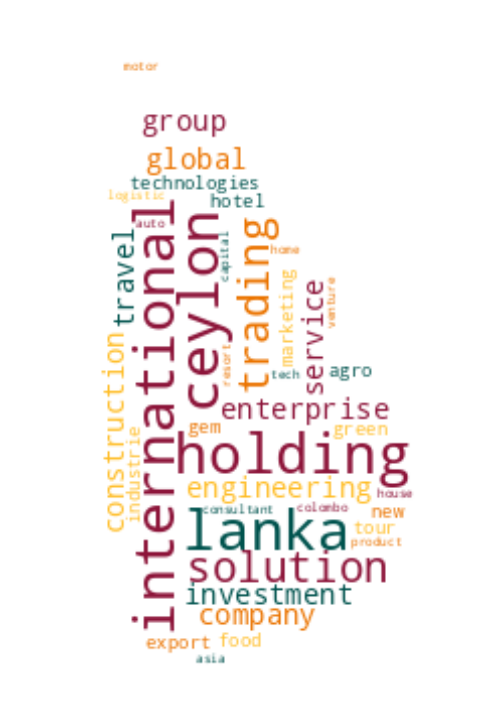 motor
group
global
technologies
logistic
hotel
auto
international
ceylon
travel
capital
trading
home
marketing
service
venture
resort
tech
agro
construction
enterprise
gem
green
industrie
holding
engineering
house
consultant
colombo
new
lanka
tour
product
solution
investment
company
export
food
asia